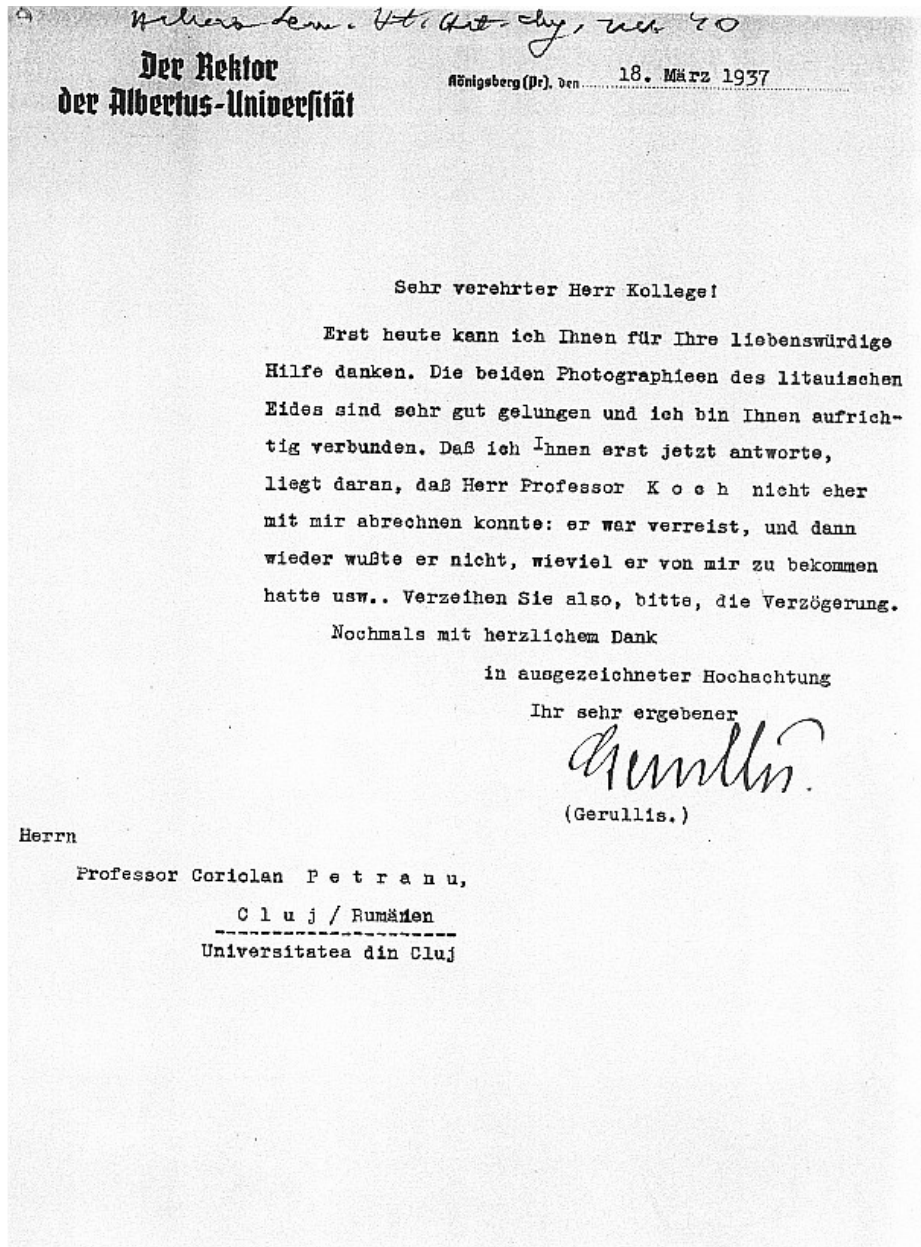 Der Rektor
der Albertus-Universität
Königsberg (Pr), den 18. März 1937
Sehr verehrter Herr Kollege!
Erst heute kann ich Ihnen für Ihre liebenswürdige
Hilfe danken. Die beiden Photographieen des litauischen
Eides sind sehr gut gelungen und ich bin Ihnen aufrich-
tig verbunden. Daß ich Ihnen erst jetzt antworte,
liegt daran, daß Herr Professor K o c h nicht eher
mit mir abrechnen konnte: er war verreist, und dann
wieder wußte er nicht, wieviel er von mir zu bekommen
hatte usw.. Verzeihen Sie also, bitte, die Verzögerung.
Nochmals mit herzlichem Dank
in ausgezeichneter Hochachtung
Ihr sehr ergebener
Gerullis.
(Gerullis.)
Herrn
Professor Coriolan P e t r a n u,
C l u j / Rumänien
Universitatea din Cluj